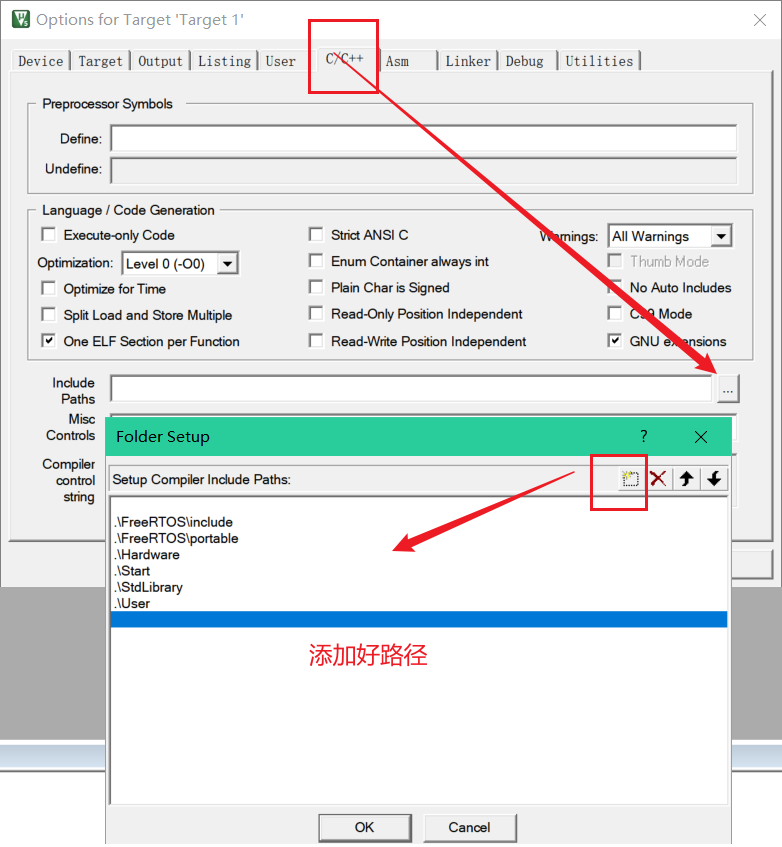 Options for Target 'Target 1'
Device Target Output Listing User C/C++ Asm Linker Debug Utilities
Preprocessor Symbols
Define:
Undefine:
Language / Code Generation
Execute-only Code
Strict ANSI C
Warnings: All Warnings
Optimization: Level 0 (-O0)
Enum Container always int
Thumb Mode
Optimize for Time
Plain Char is Signed
No Auto Includes
Split Load and Store Multiple
Read-Only Position Independent
C99 Mode
One ELF Section per Function
Read-Write Position Independent
GNU extensions
Include
Paths
...
Misc
Controls
Compiler
control
string
Folder Setup
?
Setup Compiler Include Paths:
.\FreeRTOS\include
.\FreeRTOS\portable
.\Hardware
.\Start
.\StdLibrary
.\User
添加好路径
OK Cancel